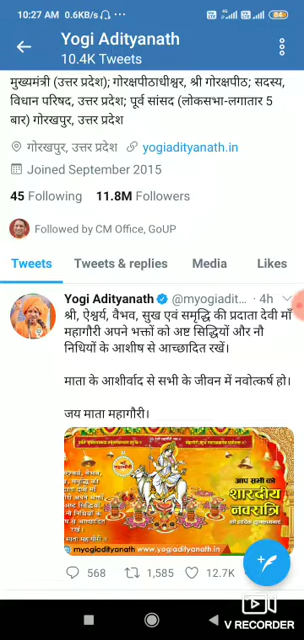 10:27 AM 0.6KB/s
84
Yogi Adityanath
10.4K Tweets
मुख्यमंत्री (उत्तर प्रदेश); गोरक्षपीठाधीश्वर, श्री गोरक्षपीठ; सदस्य,
विधान परिषद, उत्तर प्रदेश; पूर्व सांसद (लोकसभा-लगातार 5
बार) गोरखपुर, उत्तर प्रदेश
गोरखपुर, उत्तर प्रदेश yogiadityanath.in
Joined September 2015
45 Following 11.8M Followers
Followed by CM Office, GoUP
Tweets Tweets & replies Media Likes
Yogi Adityanath @myogiadit... · 4h
श्री, ऐश्वर्य, वैभव, सुख एवं समृद्धि की प्रदाता देवी माँ
महागौरी अपने भक्तों को अष्ट सिद्धियों और नौ
निधियों के आशीष से आच्छादित रखें।
माता के आशीर्वाद से सभी के जीवन में नवोत्कर्ष हो।
जय माता महागौरी।
आप सभी को
शारदीय
नवरात्रि
myogiadityanath www.yogiadityanath.in
568 1,585 12.7K
V RECORDER